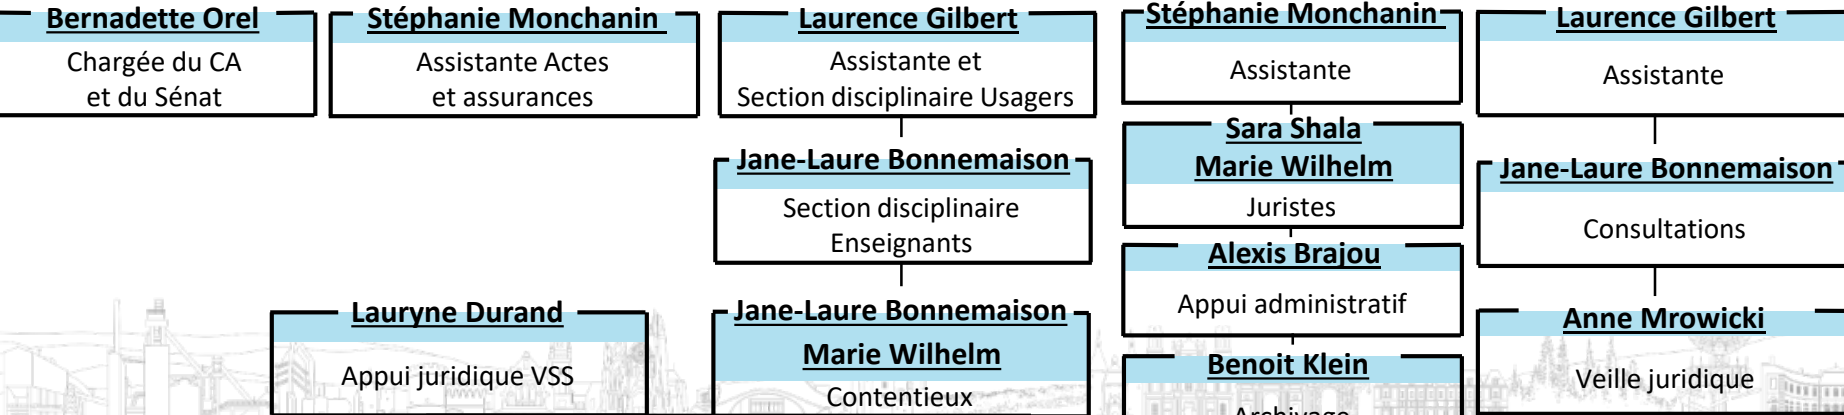 Bernadette Orel
Chargée du CA
et du Sénat
Stéphanie Monchanin
Assistante Actes
et assurances
Laurence Gilbert
Assistante et
Section disciplinaire Usagers
Jane-Laure Bonnemaison
Section disciplinaire
Enseignants
Lauryne Durand
Appui juridique VSS
Jane-Laure Bonnemaison
Marie Wilhelm
Contentieux
Stéphanie Monchanin
Assistante
Sara Shala
Marie Wilhelm
Juristes
Alexis Brajou
Appui administratif
Benoit Klein
Archivage
Laurence Gilbert
Assistante
Jane-Laure Bonnemaison
Consultations
Anne Mrowicki
Veille juridique